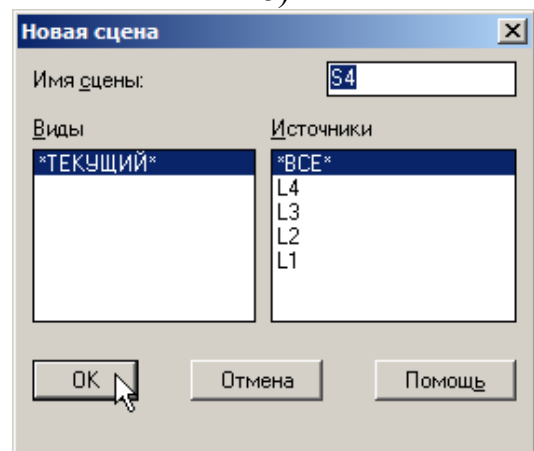 Новая сцена
Имя сцены: S4
Виды Источники
*ТЕКУЩИЙ* *ВСЕ*
L4
L3
L2
L1
OK Отмена Помощь